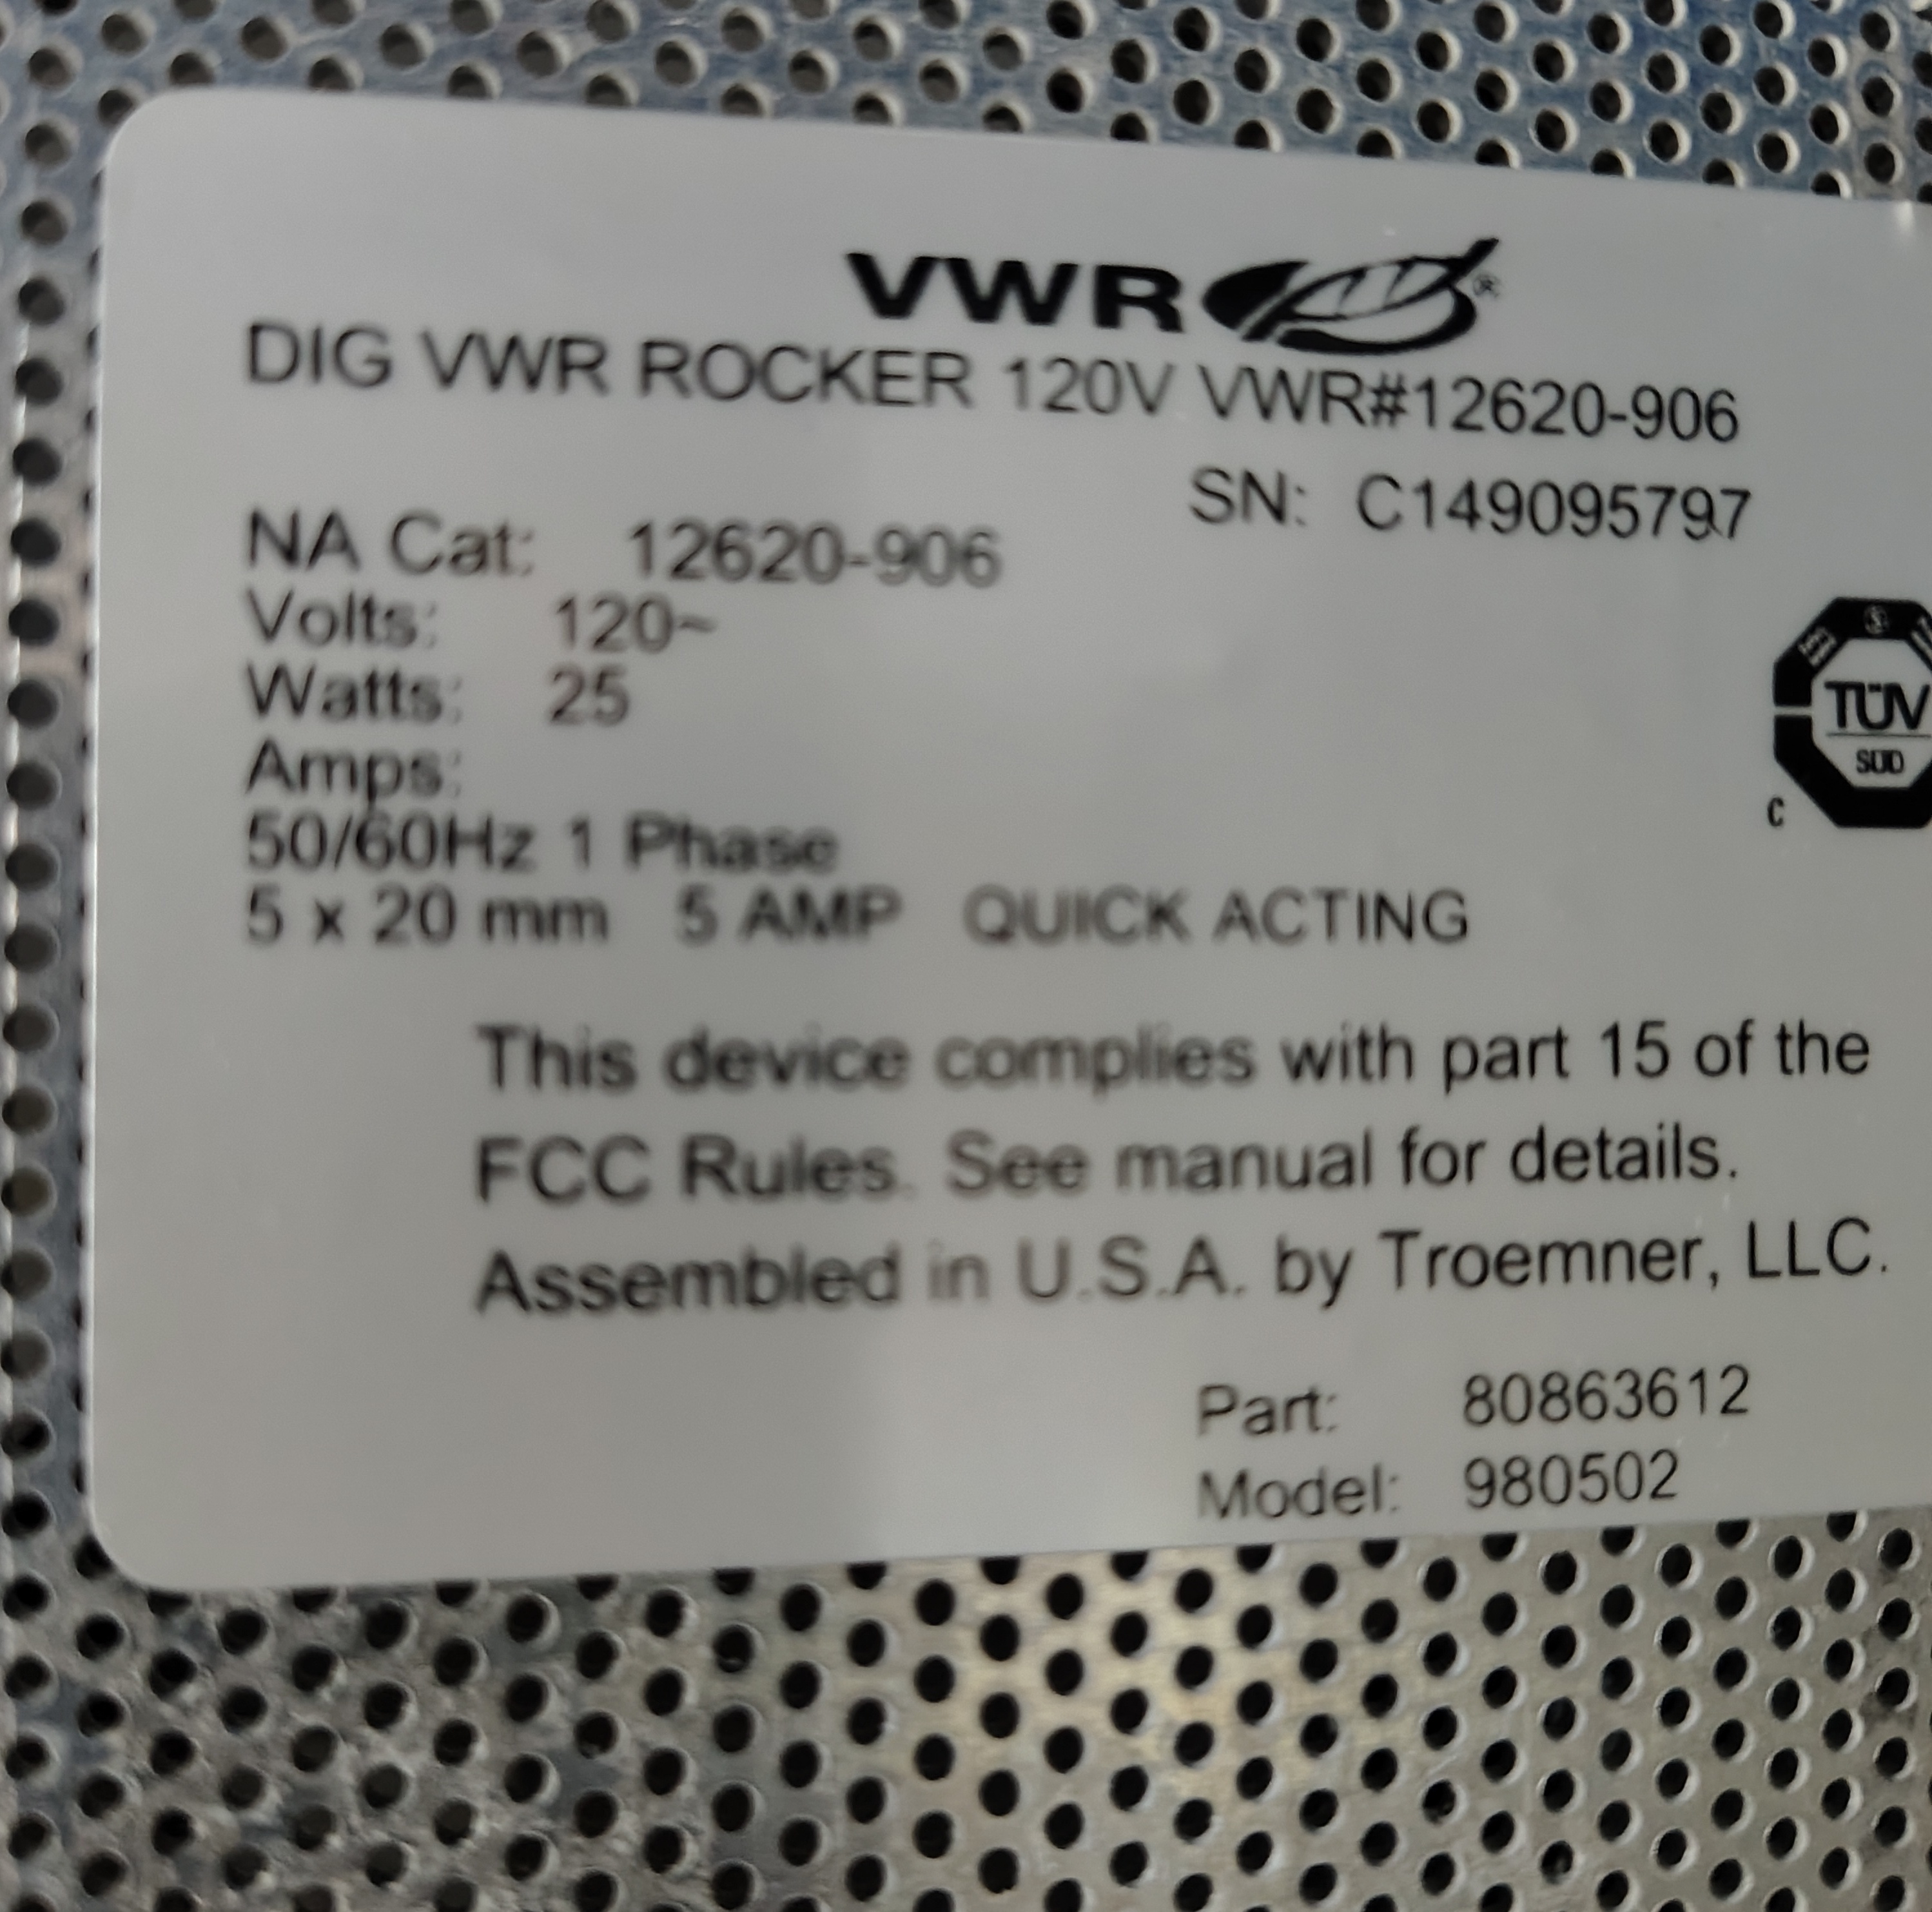 VWR®
DIG VWR ROCKER 120V VWR#12620-906
SN: C149095797
NA Cat: 12620-906
Volts: 120~
Watts: 25
Amps:
50/60Hz 1 Phase
5 x 20 mm 5 AMP QUICK ACTING
TÜV
SÜD
C
This device complies with part 15 of the
FCC Rules. See manual for details.
Assembled in U.S.A. by Troemner, LLC.
Part: 80863612
Model: 980502